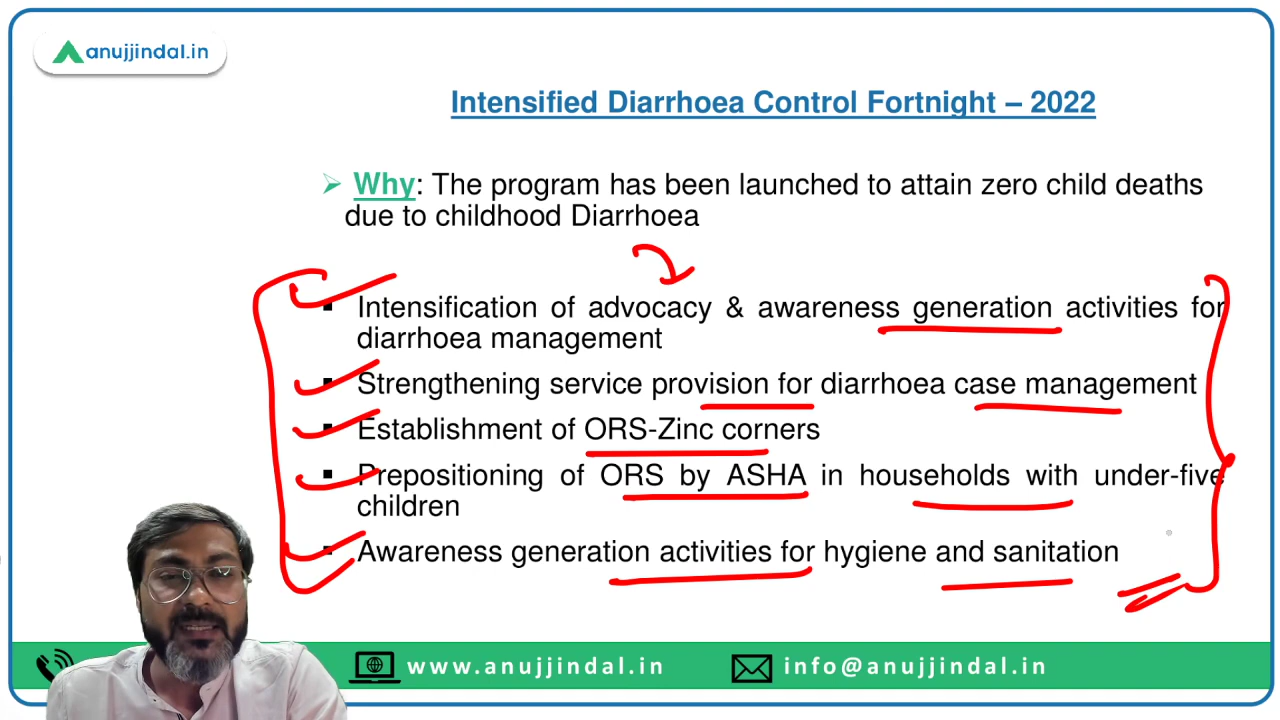 anujjindal.in
Intensified Diarrhoea Control Fortnight – 2022
Why: The program has been launched to attain zero child deaths
due to childhood Diarrhoea
Intensification of advocacy & awareness generation activities for
diarrhoea management
Strengthening service provision for diarrhoea case management
Establishment of ORS-Zinc corners
Prepositioning of ORS by ASHA in households with under-five
children
Awareness generation activities for hygiene and sanitation
www.anujjindal.in info@anujjindal.in